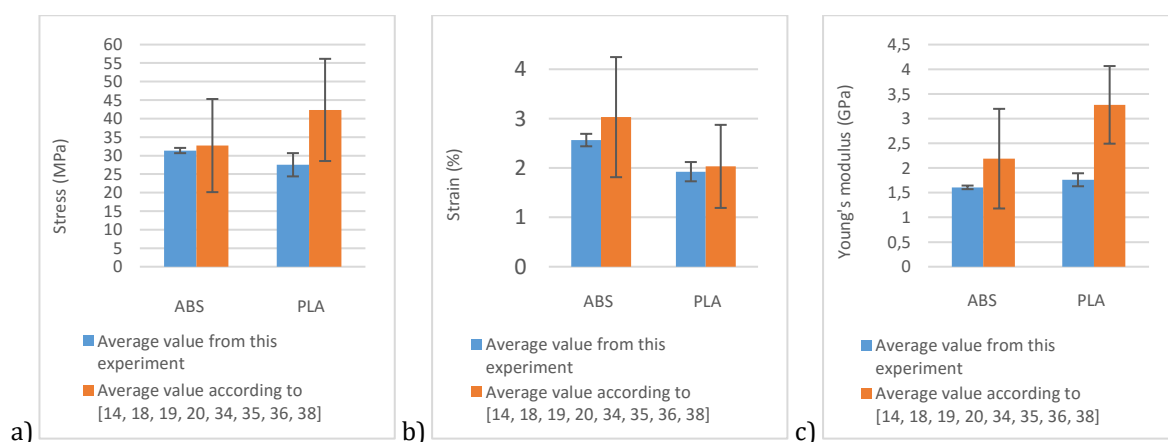 60
55
50
45
40
35
30
25
20
15
10
5
0
Stress (MPa)
ABS PLA
Average value from this
experiment
Average value according to
[14, 18, 19, 20, 34, 35, 36, 38]
a)
4
3
2
1
0
Strain (%)
ABS PLA
Average value from this
experiment
Average value according to
[14, 18, 19, 20, 34, 35, 36, 38]
b)
4,5
4
3,5
3
2,5
2
1,5
1
0,5
0
Young's modulus (GPa)
ABS PLA
Average value from this
experiment
Average value according to
[14, 18, 19, 20, 34, 35, 36, 38]
c)